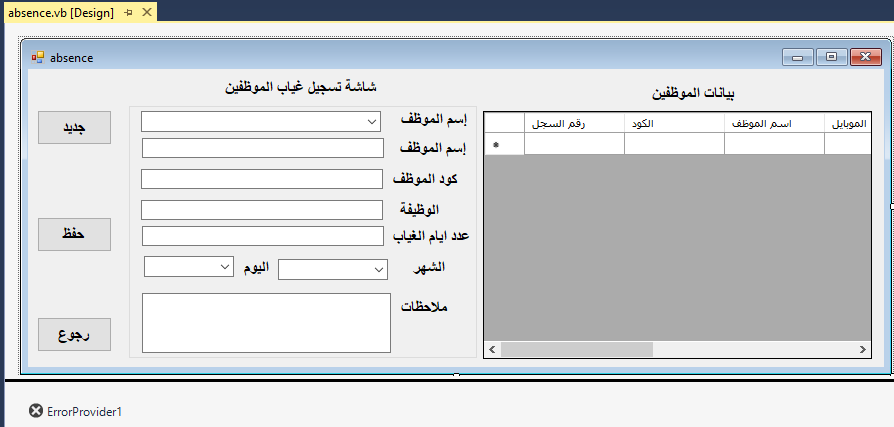 absence.vb [Design]
absence
شاشة تسجيل غياب الموظفين
بيانات الموظفين
جديد
إسم الموظف
إسم الموظف
كود الموظف
الوظيفة
حفظ
عدد ايام الغياب
الشهر
اليوم
ملاحظات
رجوع
رقم السجل الكود اسم الموظف الموبايل
ErrorProvider1